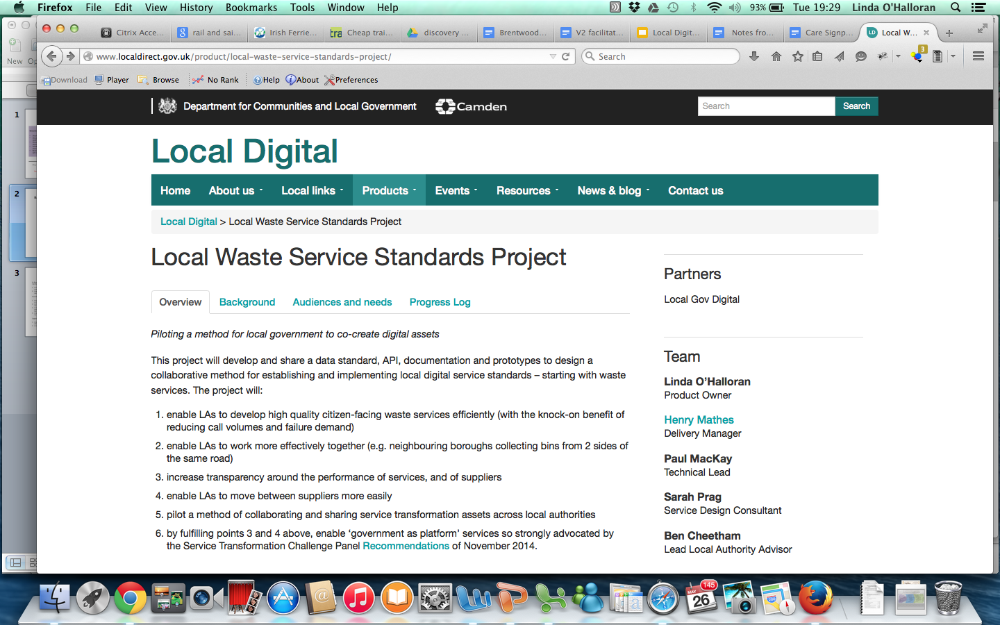 Firefox File Edit View History Bookmarks Tools Window Help 93% Tue 19:29 Linda O'Halloran
Citrix Acce... rail and sai... Irish Ferrie... tra Cheap trai... discovery ... Brentwood... V2 facilitat... Local Digit... Notes fro... Care Signp... LD Local W...
www.localdirect.gov.uk/product/local-waste-service-standards-project/ Search 3
New
Download Player Browse No Rank Help About Preferences
Department for Communities and Local Government Camden Search Search
Local Digital
Home About us Local links Products Events Resources News & blog Contact us
Local Digital > Local Waste Service Standards Project
Local Waste Service Standards Project
Overview Background Audiences and needs Progress Log
Piloting a method for local government to co-create digital assets
This project will develop and share a data standard, API, documentation and prototypes to design a
collaborative method for establishing and implementing local digital service standards – starting with waste
services. The project will:
1. enable LAs to develop high quality citizen-facing waste services efficiently (with the knock-on benefit of
reducing call volumes and failure demand)
2. enable LAs to work more effectively together (e.g. neighbouring boroughs collecting bins from 2 sides of
the same road)
3. increase transparency around the performance of services, and of suppliers
4. enable LAs to move between suppliers more easily
5. pilot a method of collaborating and sharing service transformation assets across local authorities
6. by fulfilling points 3 and 4 above, enable ‘government as platform’ services so strongly advocated by
the Service Transformation Challenge Panel Recommendations of November 2014.
Partners
Local Gov Digital
Team
Linda O’Halloran
Product Owner
Henry Mathes
Delivery Manager
Paul MacKay
Technical Lead
Sarah Prag
Service Design Consultant
Ben Cheetham
Lead Local Authority Advisor
1
2
3
145
MAY
26